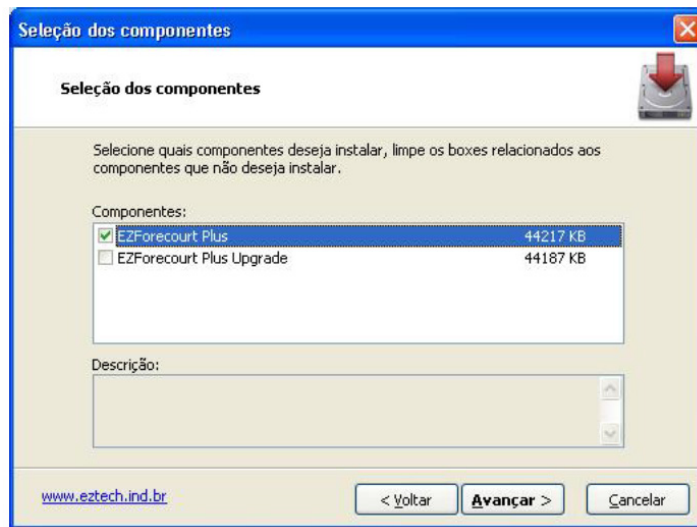 Seleção dos componentes
Seleção dos componentes
Selecione quais componentes deseja instalar, limpe os boxes relacionados aos
componentes que não deseja instalar.
Componentes:
EZForecourt Plus 44217 KB
EZForecourt Plus Upgrade 44187 KB
Descrição:
www.eztech.ind.br < Voltar Avançar > Cancelar